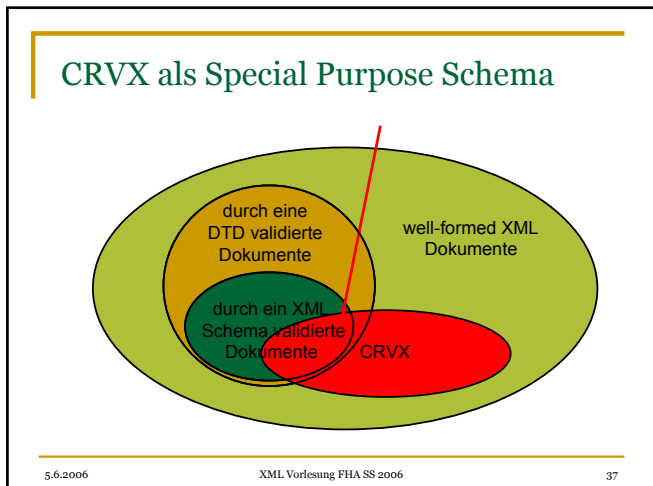 CRVX als Special Purpose Schema
durch eine
DTD validierte
Dokumente
well-formed XML
Dokumente
durch ein XML
Schema validierte
Dokumente
CRVX
5.6.2006
XML Vorlesung FHA SS 2006
37